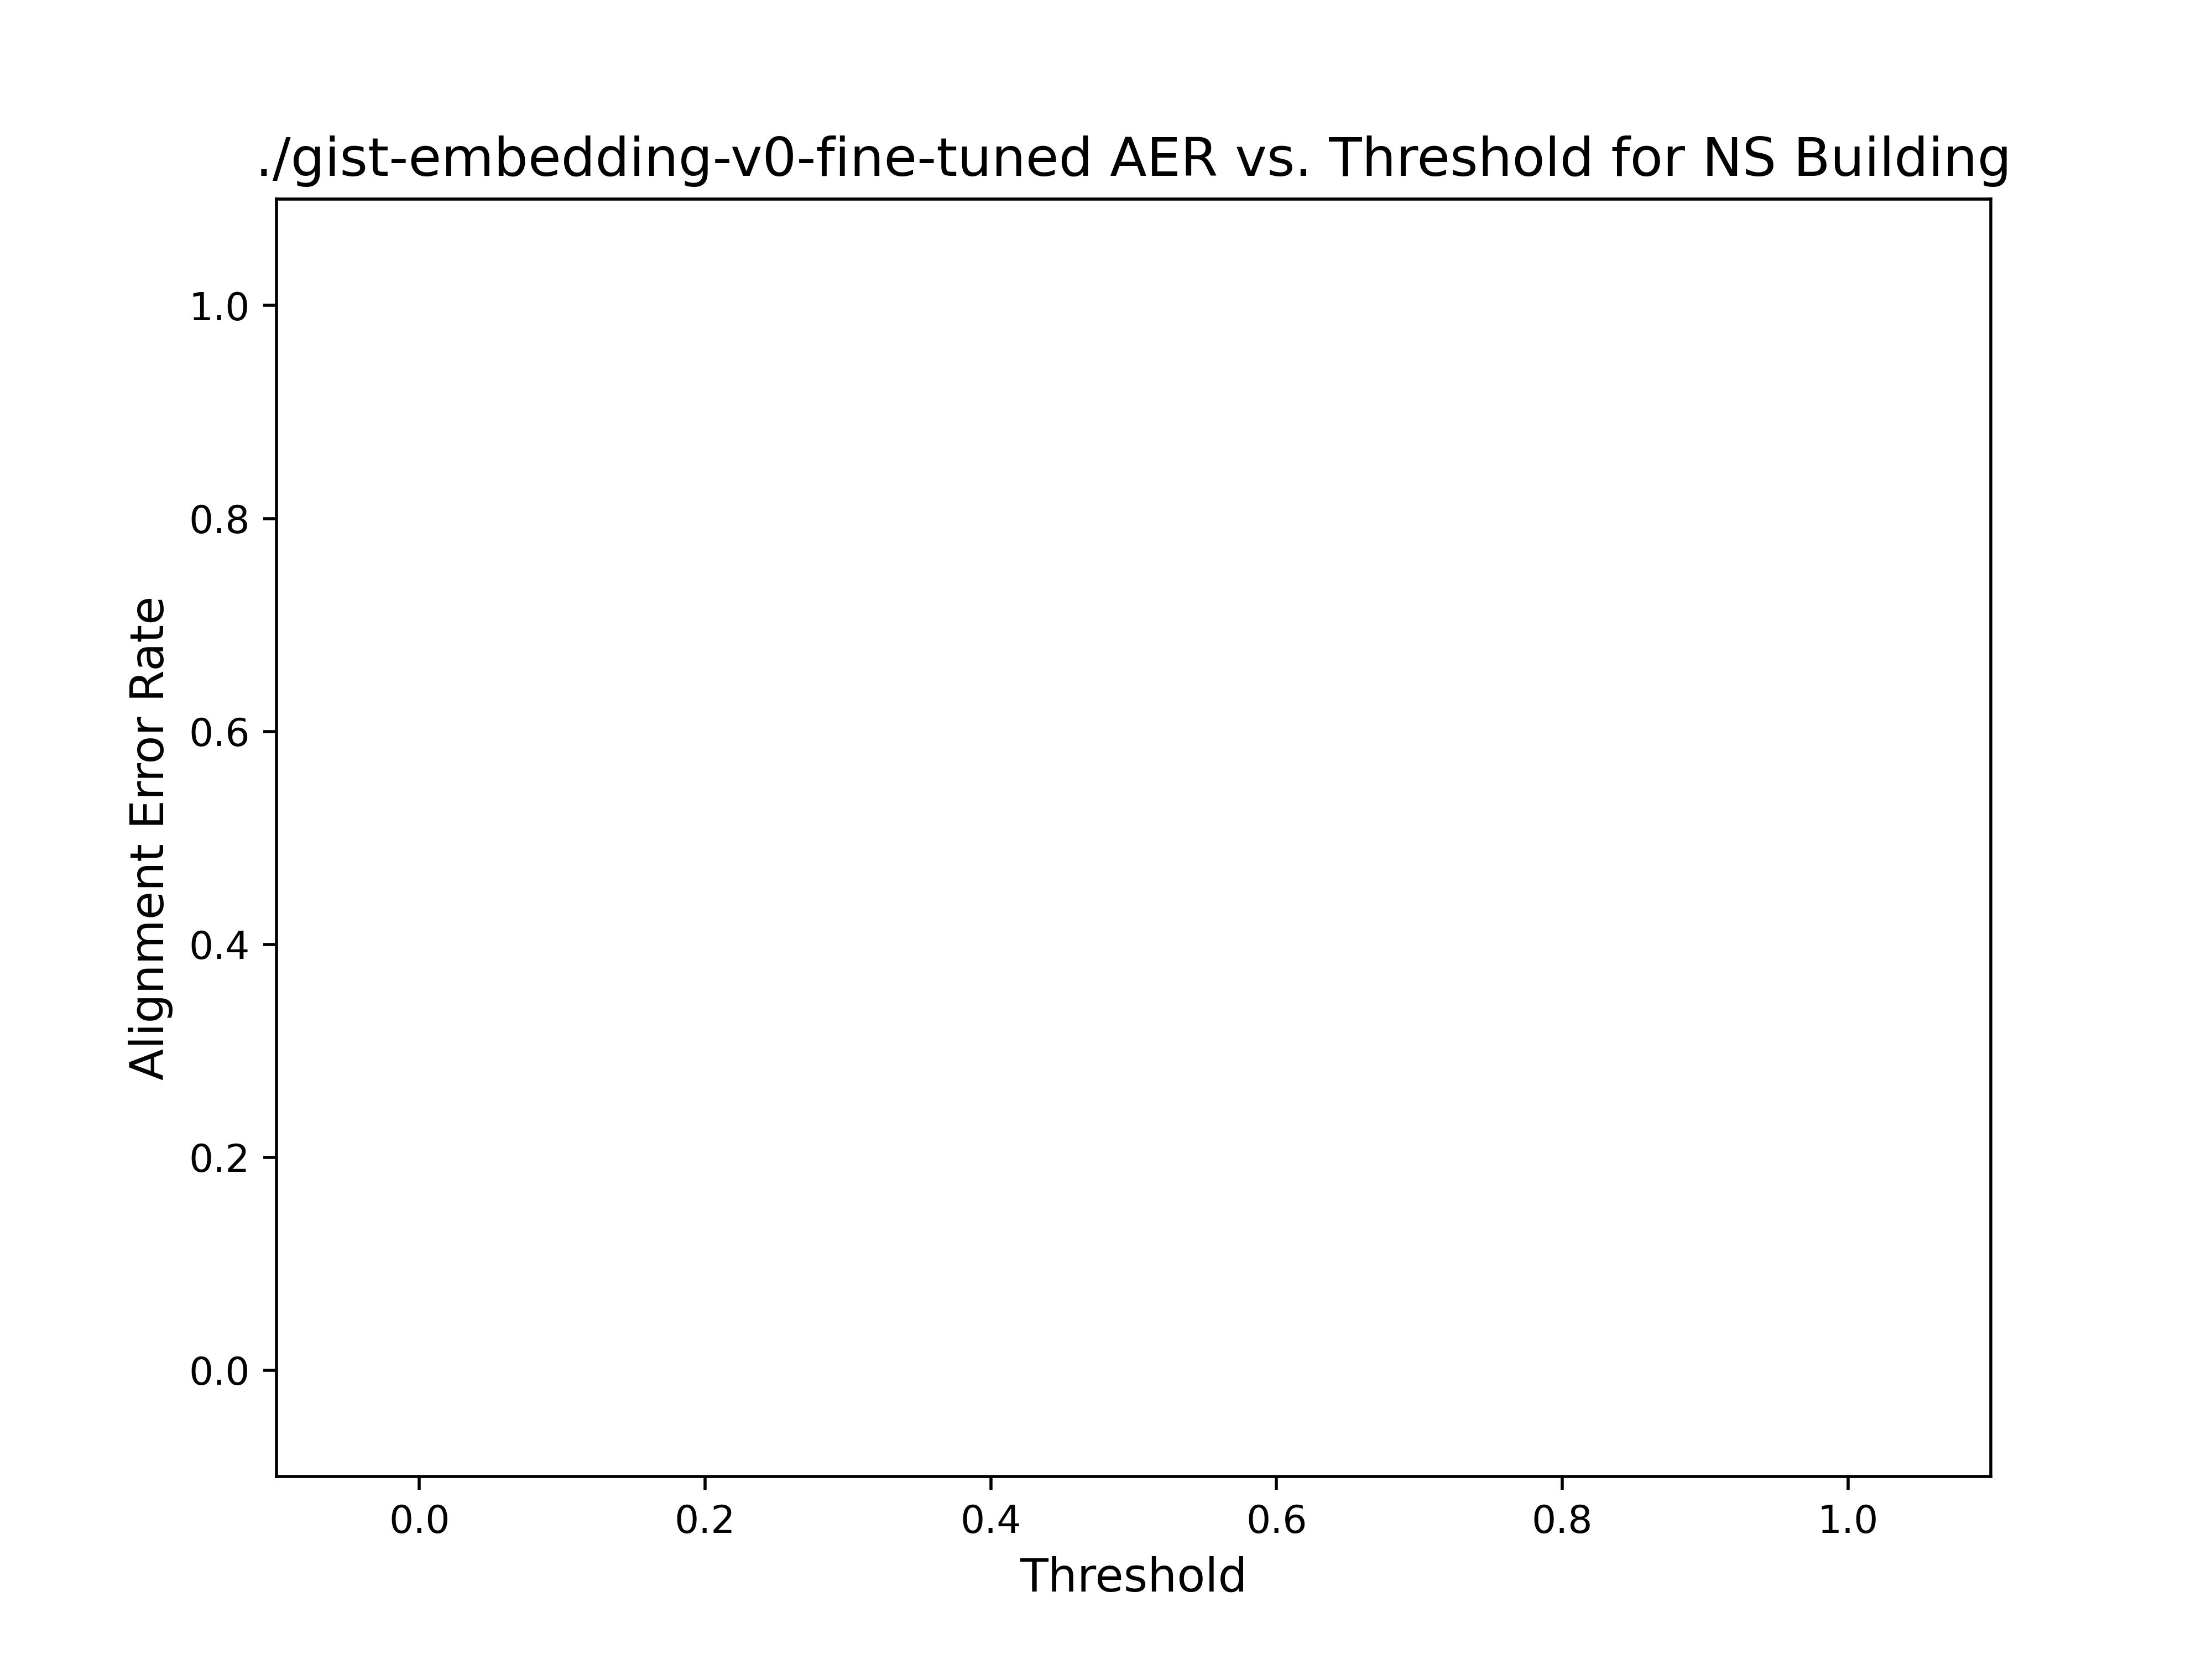 ./gist-embedding-v0-fine-tuned AER vs. Threshold for NS Building
Alignment Error Rate
1.0
0.8
0.6
0.4
0.2
0.0
0.0 0.2 0.4 0.6 0.8 1.0
Threshold